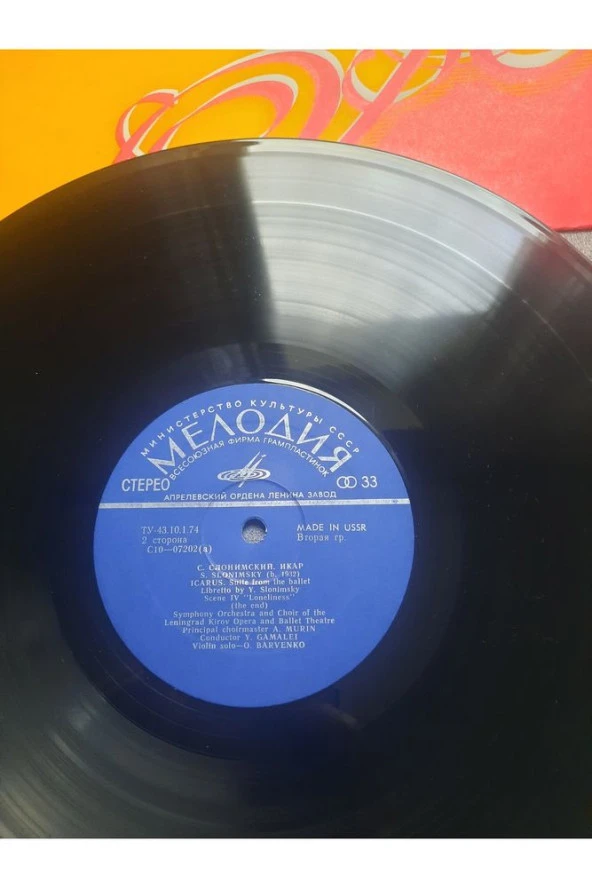 МИНИСТЕРСТВО КУЛЬТУРЫ СССР
МЕЛОДИЯ
ВСЕСОЮЗНАЯ ФИРМА ГРАМПЛАСТИНОК
СТЕРЕО 33
АПРЕЛЕВСКИЙ ОРДЕНА ЛЕНИНА ЗАВОД
ТУ-43.10.1.74 MADE IN USSR
2 сторона Вторая гр.
С10—07202(а)
С. СЛОНИМСКИЙ. ИКАР
S. SLONIMSKY (b. 1932)
ICARUS. Suite from the ballet
Libretto by Y. Slonimsky
Scene IV "Loneliness"
(the end)
Symphony Orchestra and Choir of the
Leningrad Kirov Opera and Ballet Theatre
Principal choirmaster A. MURIN
Conductor Y. GAMALEI
Violin solo—O. BARVENKO